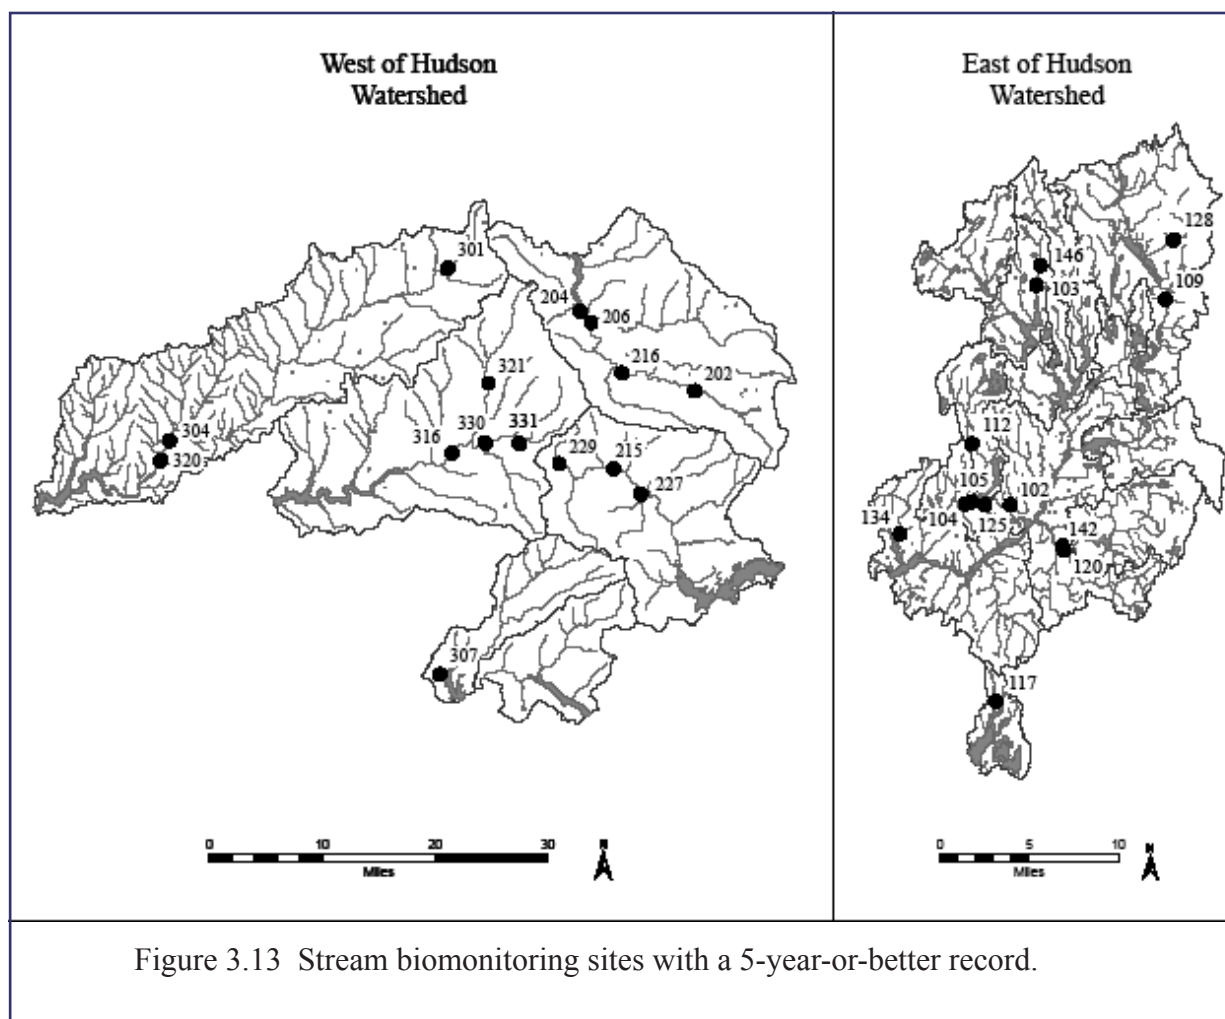 West of Hudson
Watershed
301
204
206
216
202
321
330
331
316
229
215
227
304
320
307
0 10 20 30
Miles
N
East of Hudson
Watershed
128
146
103
109
112
105
102
104
125
134
142
120
117
0 5 10
Miles
N
Figure 3.13 Stream biomonitoring sites with a 5-year-or-better record.